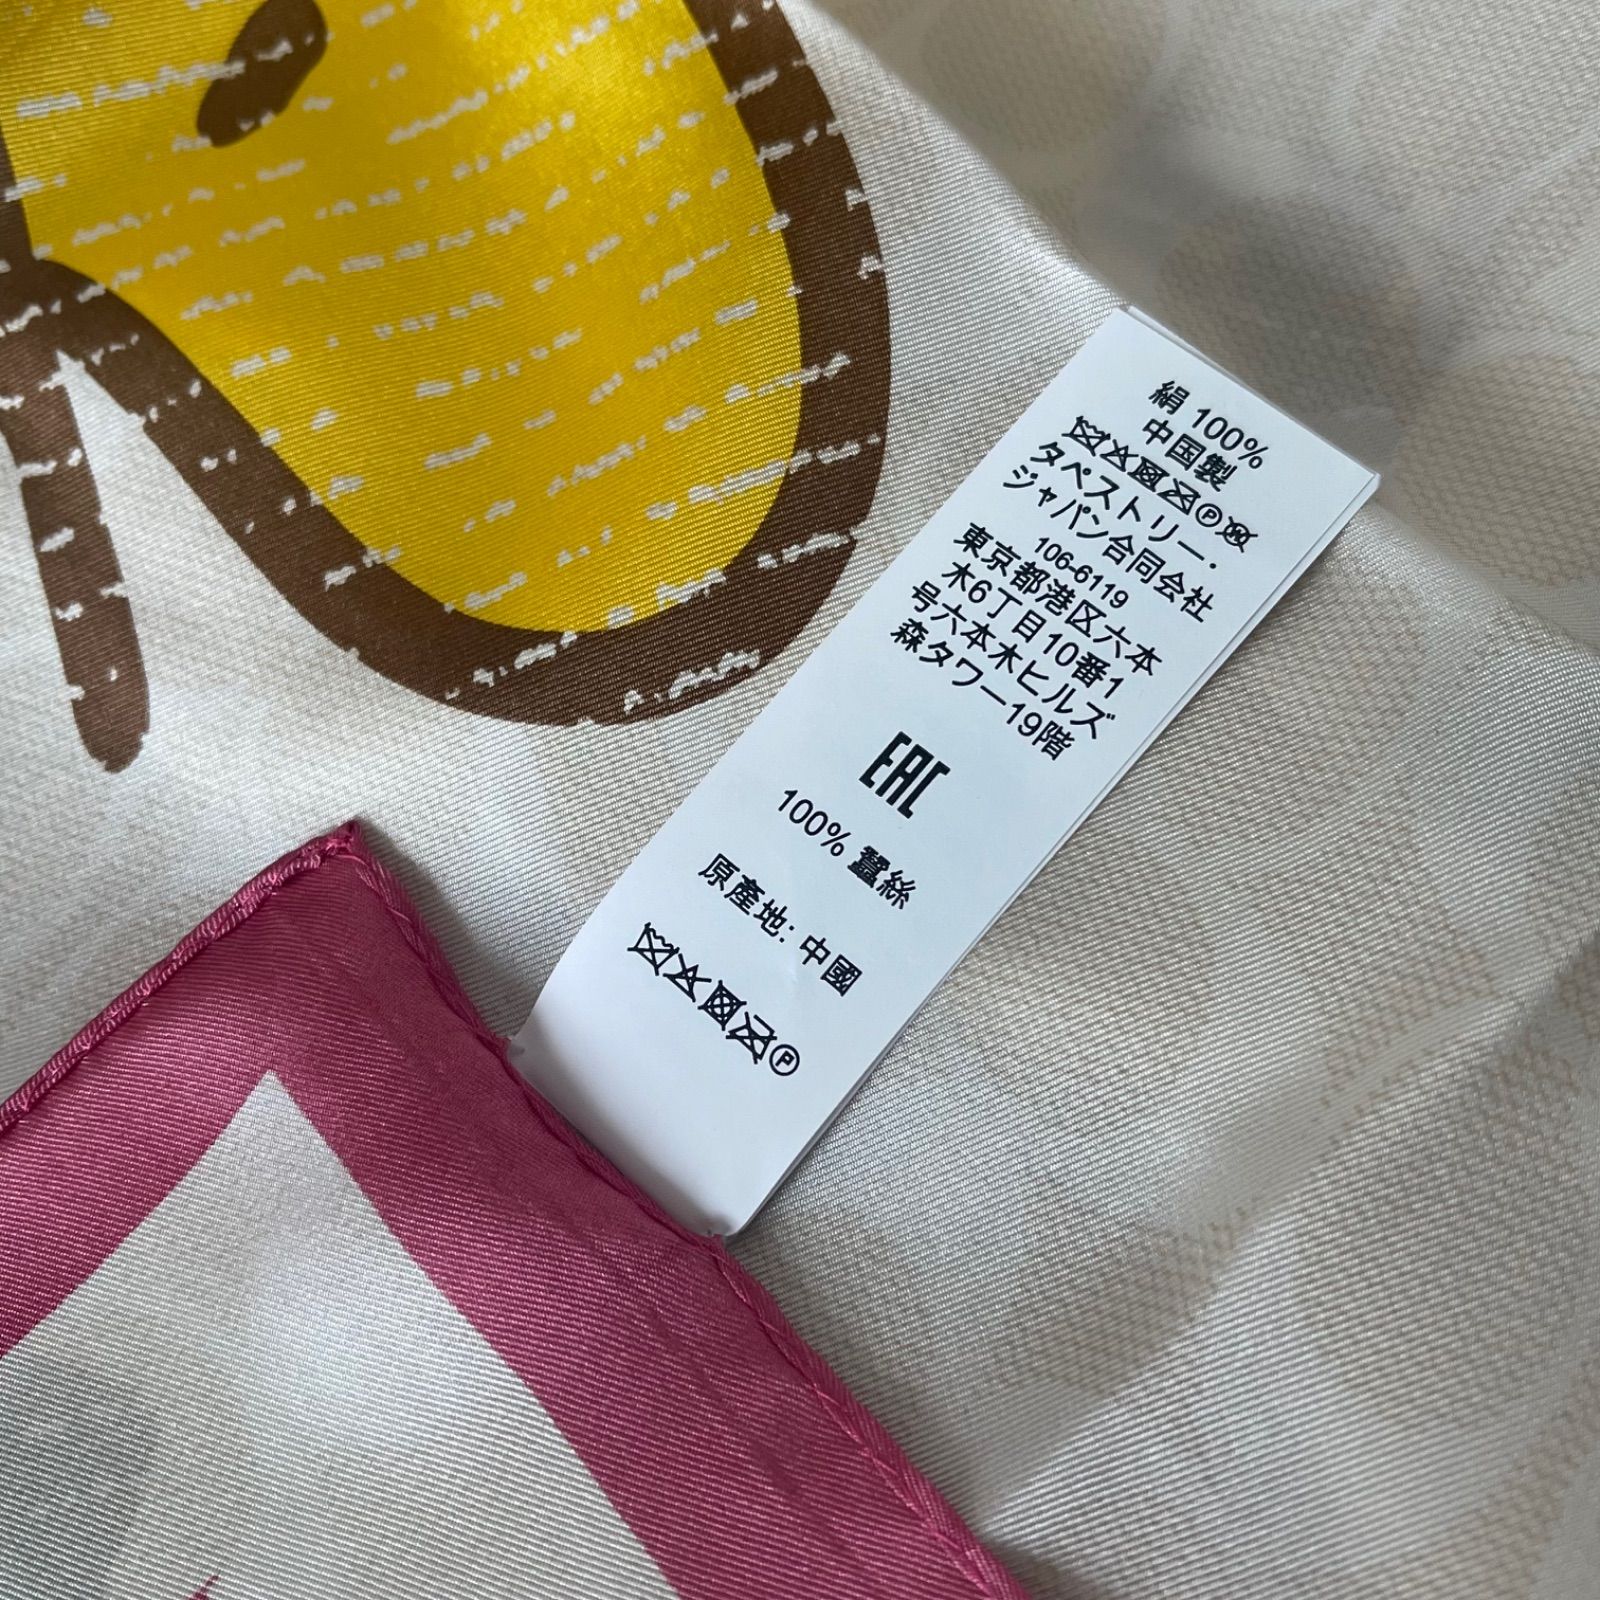 絹 100%
中国製
タペストリー.
ジャパン合同会社
106-6119
東京都港区六本
木6丁目10番1
号六本木ヒルズ
森タワー19階
EAC
100% 蠶絲
原產地: 中國